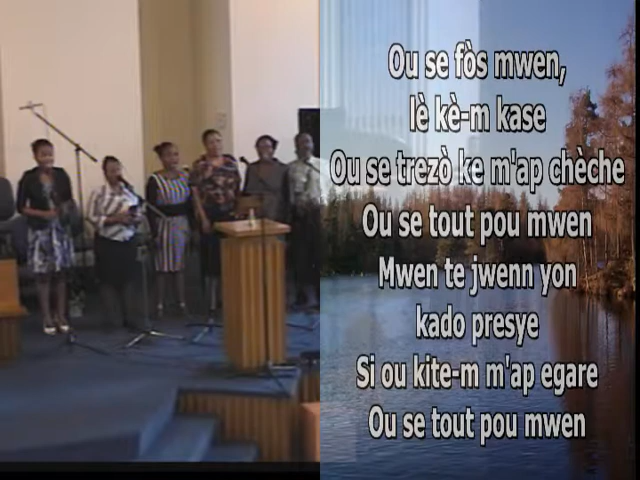 Ou se fòs mwen,
lè kè-m kase
Ou se trezò ke m'ap chèche
Ou se tout pou mwen
Mwen te jwenn yon
kado presye
Si ou kite-m m'ap egare
Ou se tout pou mwen